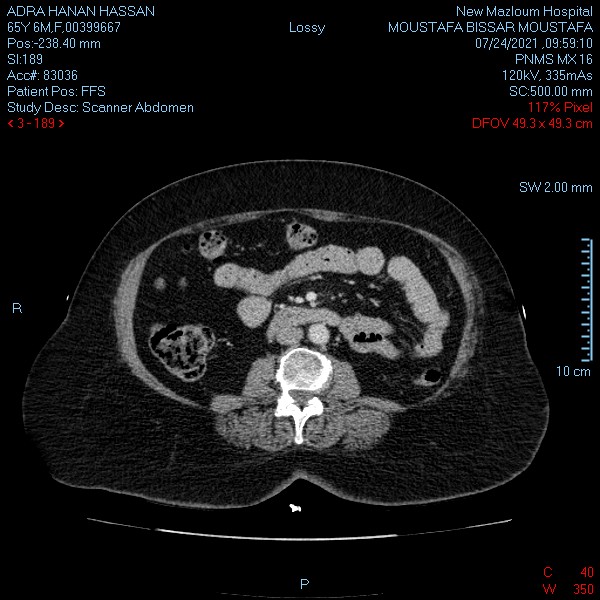 ADRA HANAN HASSAN
65Y 6M,F,00399667
Pos:-238.40 mm
SI:189
Acc#: 83036
Patient Pos: FFS
Study Desc: Scanner Abdomen
< 3 - 189 >
Lossy
New Mazloum Hospital
MOUSTAFA BISSAR MOUSTAFA
07/24/2021 ,09:59:10
PNMS MX 16
120kV, 335mAs
SC:500.00 mm
117% Pixel
DFOV 49.3 x 49.3 cm
SW 2.00 mm
R
10 cm
P
C 40
W 350